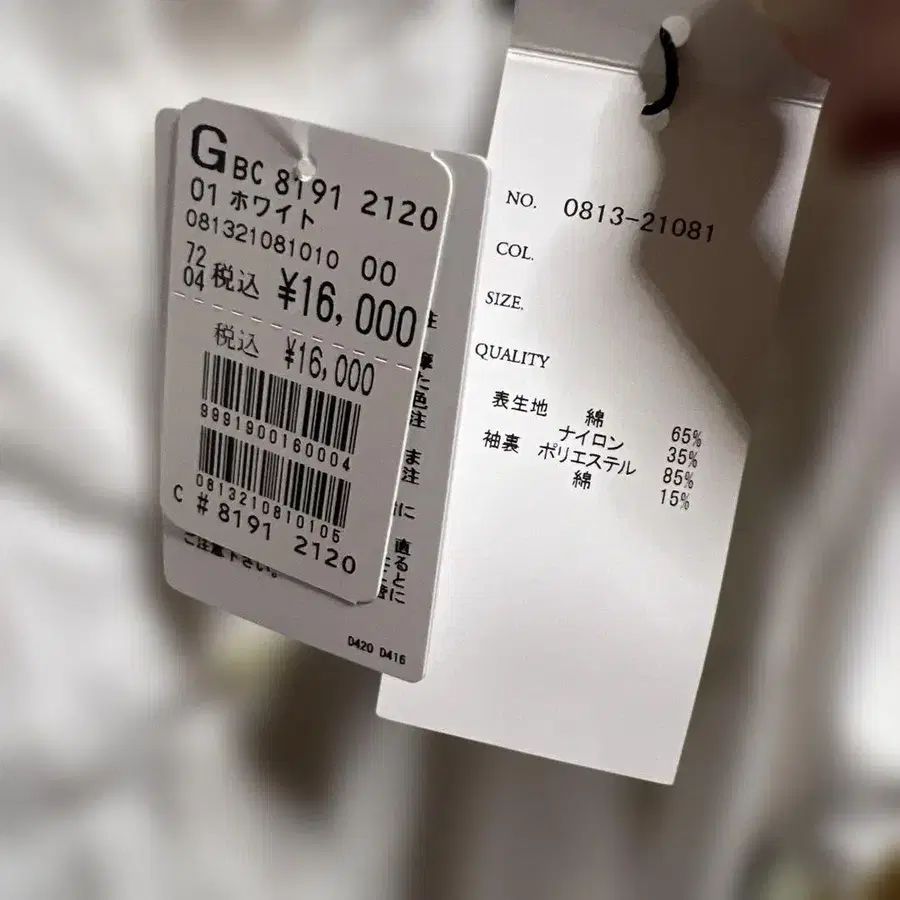 G BC 8191 2120
01 ホワイト
081321081010 00
72
04 税込 ¥16,000
税込 ¥16,000
9991900160004
0813210810106
C # 8191 2120
ご注意下さい。
D420 D416
NO. 0813-21081
COL.
SIZE.
QUALITY
表生地 綿 65%
ナイロン 35%
袖裏 ポリエステル 85%
綿 15%